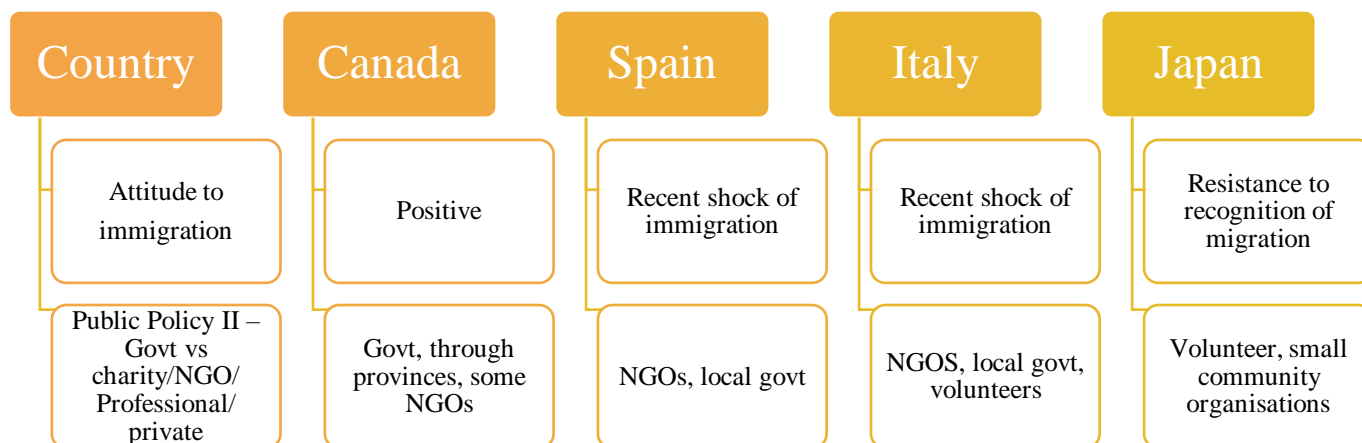 Country
Canada
Spain
Italy
Japan
Attitude to
immigration
Positive
Recent shock of
immigration
Recent shock of
immigration
Resistance to
recognition of
migration
Public Policy II –
Govt vs
charity/NGO/
Professional/
private
Govt, through
provinces, some
NGOs
NGOs, local govt
NGOS, local govt,
volunteers
Volunteer, small
community
organisations